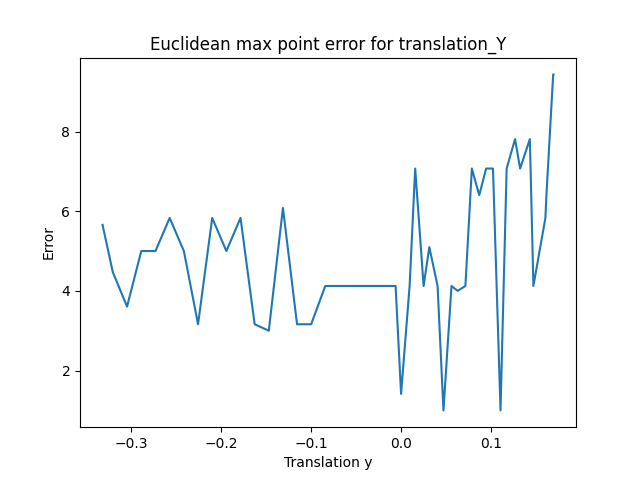 Euclidean max point error for translation_Y
8
6
4
2
Error
−0.3 −0.2 −0.1 0.0 0.1
Translation y